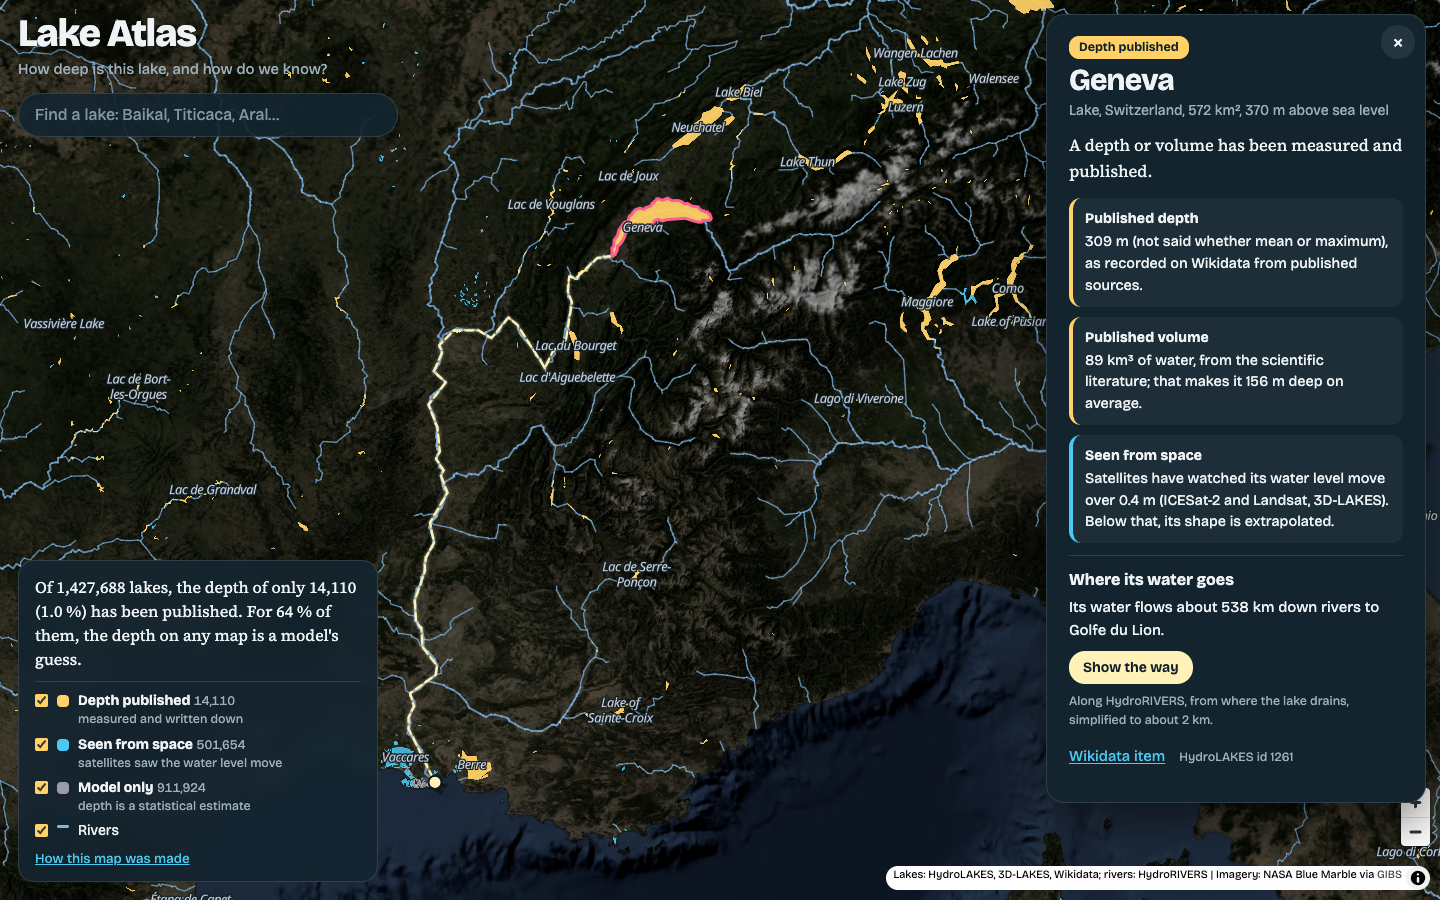 Lake Atlas
How deep is this lake, and how do we know?
Find a lake: Baikal, Titicaca, Aral...
Wangen Lachen
Lake Zug
Walensee
Luzern
Lake Biel
Neuchatel
Lake Thun
Lac de Joux
Lac de Vouglans
Geneva
Maggiore
Como
Lake of Pusian
Vassivière Lake
Lac du Bourget
Lac d'Aiguebelette
Lac de Bort-
les-Orgues
Lago di Viverone
Lac de Grandval
Lac de Serre-
Ponçon
Lake of
Sainte-Croix
Vaccares
Berre
Étang de Canet
Lago di Cor
Of 1,427,688 lakes, the depth of only 14,110
(1.0 %) has been published. For 64 % of
them, the depth on any map is a model's
guess.
Depth published 14,110
measured and written down
Seen from space 501,654
satellites saw the water level move
Model only 911,924
depth is a statistical estimate
Rivers
How this map was made
Depth published
×
Geneva
Lake, Switzerland, 572 km², 370 m above sea level
A depth or volume has been measured and
published.
Published depth
309 m (not said whether mean or maximum),
as recorded on Wikidata from published
sources.
Published volume
89 km³ of water, from the scientific
literature; that makes it 156 m deep on
average.
Seen from space
Satellites have watched its water level move
over 0.4 m (ICESat-2 and Landsat, 3D-LAKES).
Below that, its shape is extrapolated.
Where its water goes
Its water flows about 538 km down rivers to
Golfe du Lion.
Show the way
Along HydroRIVERS, from where the lake drains,
simplified to about 2 km.
Wikidata item HydroLAKES id 1261
Lakes: HydroLAKES, 3D-LAKES, Wikidata; rivers: HydroRIVERS | Imagery: NASA Blue Marble via GIBS